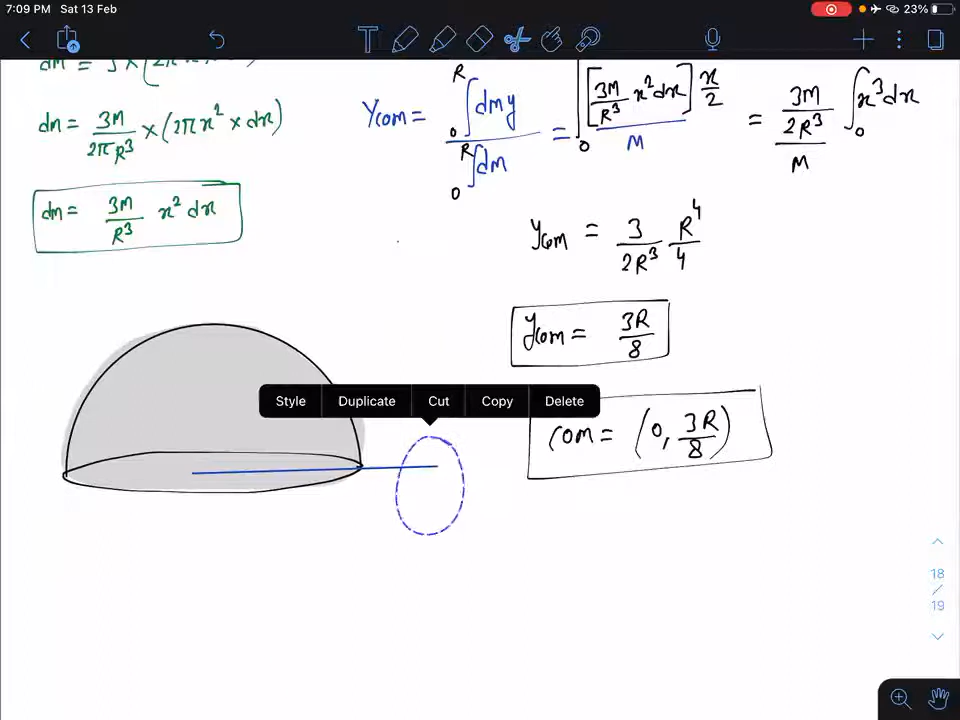 7:09 PM Sat 13 Feb
23%
dm = 3M/2πR³ × (2πx² × dx)
dm = 3M/R³ x² dx
Ycom = ∫₀ᴿ dm y / ∫₀ᴿ dm = ∫₀ [3M/R³ x² dx] x/2 / M = 3M/2R³ / M ∫₀ x³ dx
Ycom = 3/2R³ R⁴/4
Ycom = 3R/8
Style Duplicate Cut Copy Delete
com = (0, 3R/8)
18
/
19